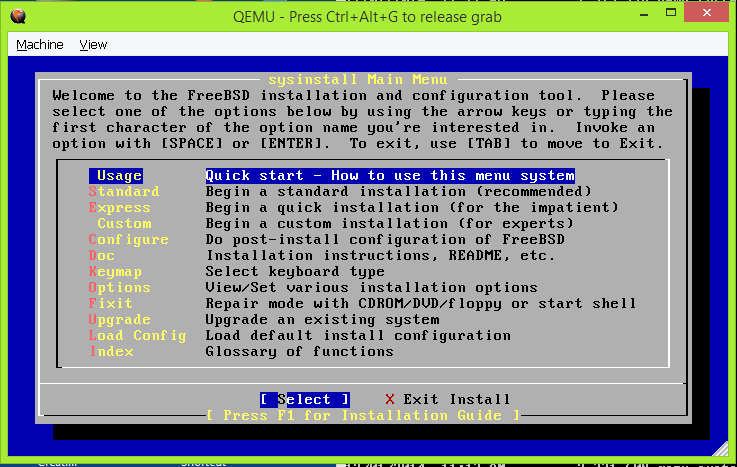 QEMU - Press Ctrl+Alt+G to release grab
Machine View
sysinstall Main Menu
Welcome to the FreeBSD installation and configuration tool. Please
select one of the options below by using the arrow keys or typing the
first character of the option name you're interested in. Invoke an
option with [SPACE] or [ENTER]. To exit, use [TAB] to move to Exit.
Usage Quick start - How to use this menu system
Standard Begin a standard installation (recommended)
Express Begin a quick installation (for the impatient)
Custom Begin a custom installation (for experts)
Configure Do post-install configuration of FreeBSD
Doc Installation instructions, README, etc.
Keymap Select keyboard type
Options View/Set various installation options
Fixit Repair mode with CDROM/DVD/floppy or start shell
Upgrade Upgrade an existing system
Load Config Load default install configuration
Index Glossary of functions
[ Select ] X Exit Install
[ Press F1 for Installation Guide ]